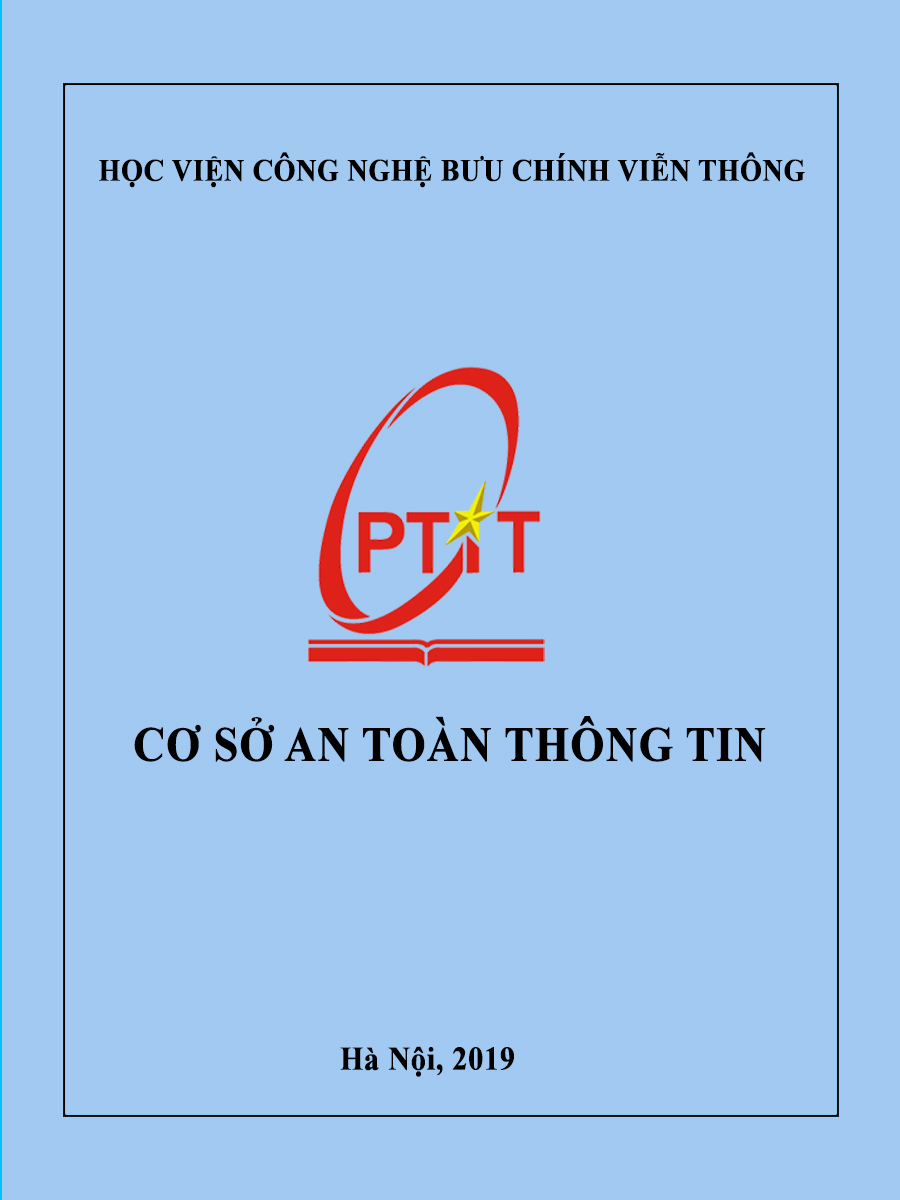 HỌC VIỆN CÔNG NGHỆ BƯU CHÍNH VIỄN THÔNG
PTIT
CƠ SỞ AN TOÀN THÔNG TIN
Hà Nội, 2019